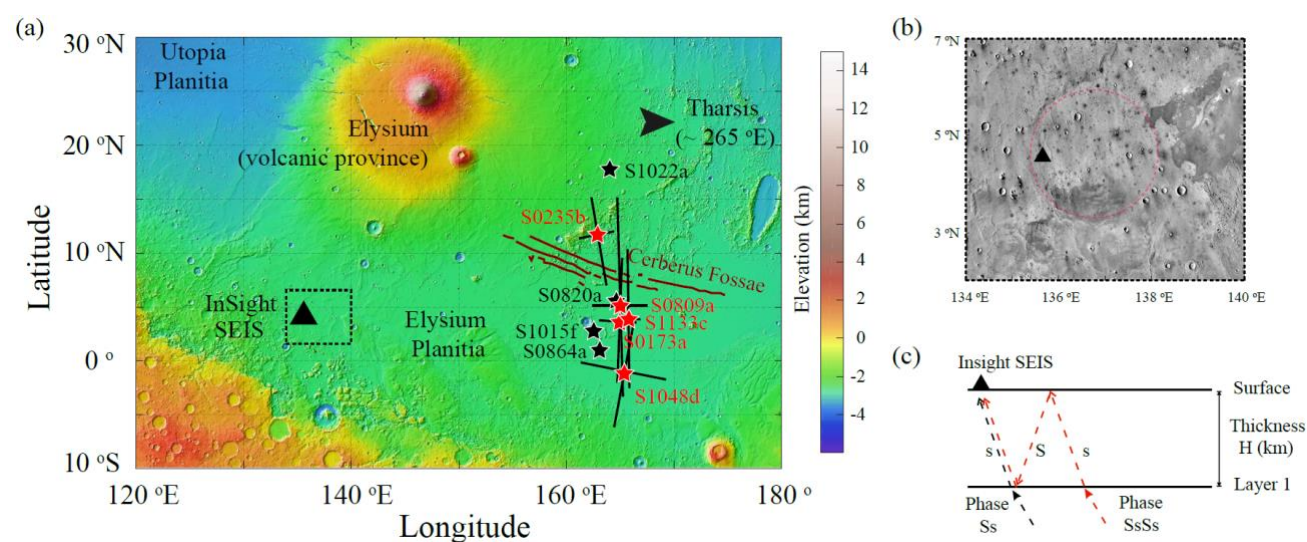 (a)
30 °N
20 °N
10 °N
0 °
10 °S
Latitude
120 °E
140 °E
160 °E
180 °
Longitude
Utopia
Planitia
Elysium
(volcanic province)
Tharsis
(~ 265 °E)
S1022a
S0235b
Cerberus Fossae
S0820a
S0809a
S1133c
S1015f
S0173a
S0864a
S1048d
InSight
SEIS
Elysium
Planitia
14
12
10
8
6
4
2
0
-2
-4
Elevation (km)
(b)
7 °N
5 °N
3 °N
134 °E
136 °E
138 °E
140 °E
(c)
Insight SEIS
Surface
Thickness
H (km)
Layer 1
s
S
s
Phase
Ss
Phase
SsSs